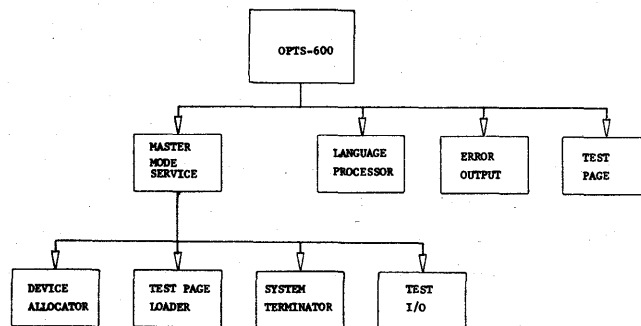 OPTS-600
MASTER
MODE
SERVICE
LANGUAGE
PROCESSOR
ERROR
OUTPUT
TEST
PAGE
DEVICE
ALLOCATOR
TEST PAGE
LOADER
SYSTEM
TERMINATOR
TEST
I/O